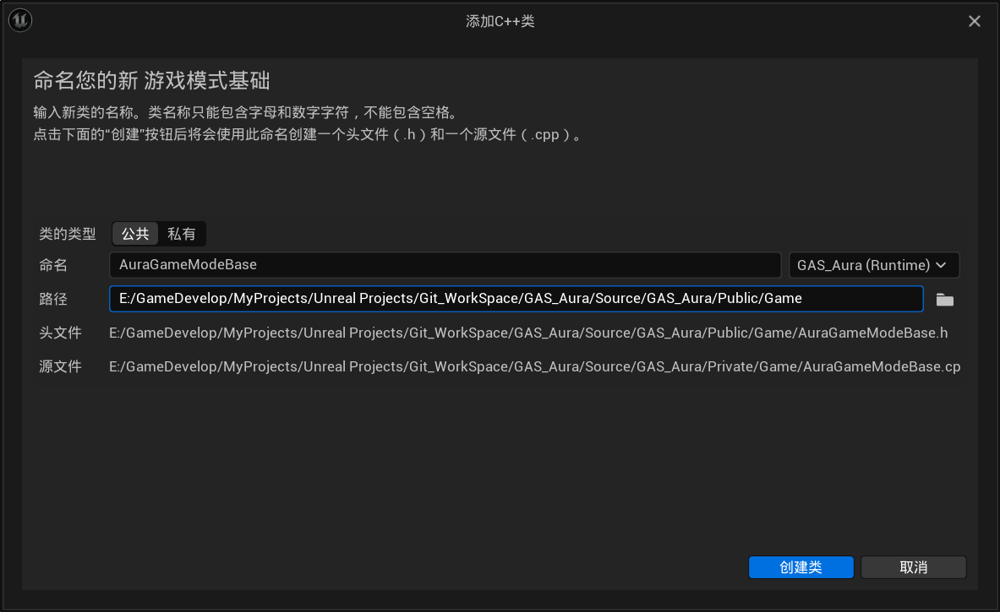 添加C++类
命名您的新 游戏模式基础
输入新类的名称。类名称只能包含字母和数字字符，不能包含空格。
点击下面的“创建”按钮后将会使用此命名创建一个头文件（.h）和一个源文件（.cpp）。
类的类型 公共 私有
命名 AuraGameModeBase GAS_Aura (Runtime)
路径 E:/GameDevelop/MyProjects/Unreal Projects/Git_WorkSpace/GAS_Aura/Source/GAS_Aura/Public/Game
头文件 E:/GameDevelop/MyProjects/Unreal Projects/Git_WorkSpace/GAS_Aura/Source/GAS_Aura/Public/Game/AuraGameModeBase.h
源文件 E:/GameDevelop/MyProjects/Unreal Projects/Git_WorkSpace/GAS_Aura/Source/GAS_Aura/Private/Game/AuraGameModeBase.cp
创建类 取消